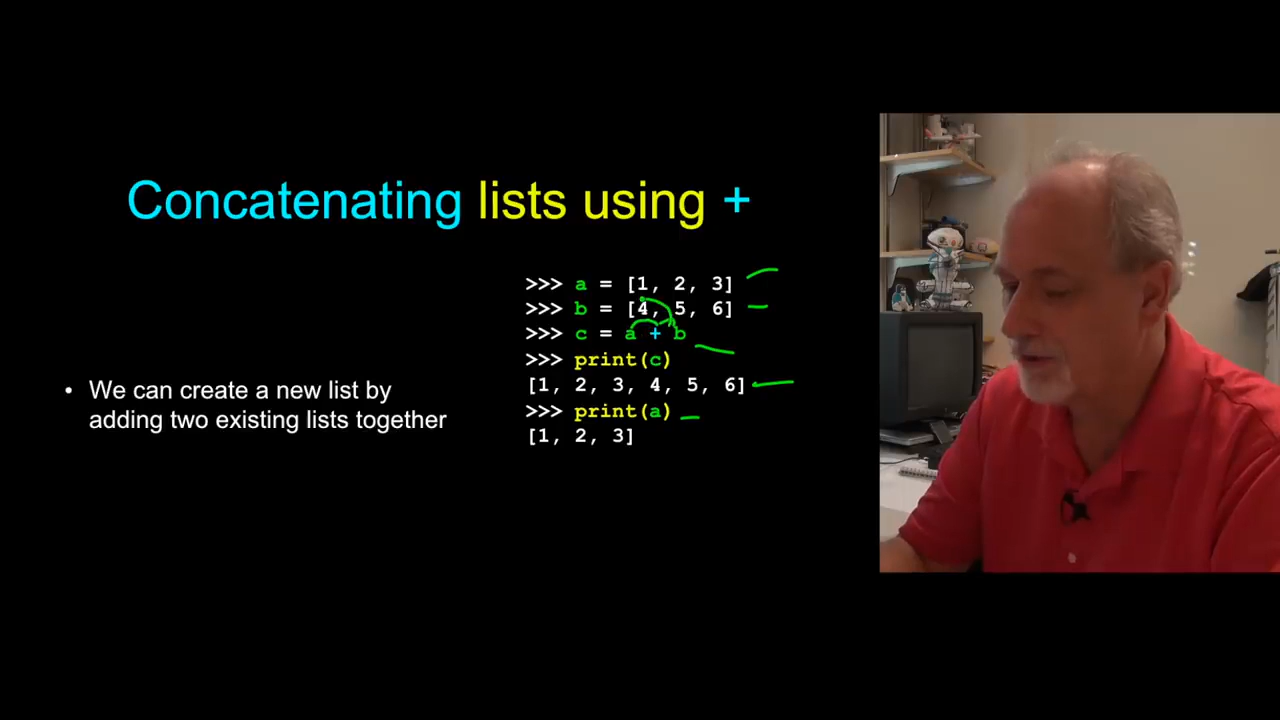 Concatenating lists using +
• We can create a new list by
adding two existing lists together
>>> a = [1, 2, 3]
>>> b = [4, 5, 6]
>>> c = a + b
>>> print(c)
[1, 2, 3, 4, 5, 6]
>>> print(a)
[1, 2, 3]